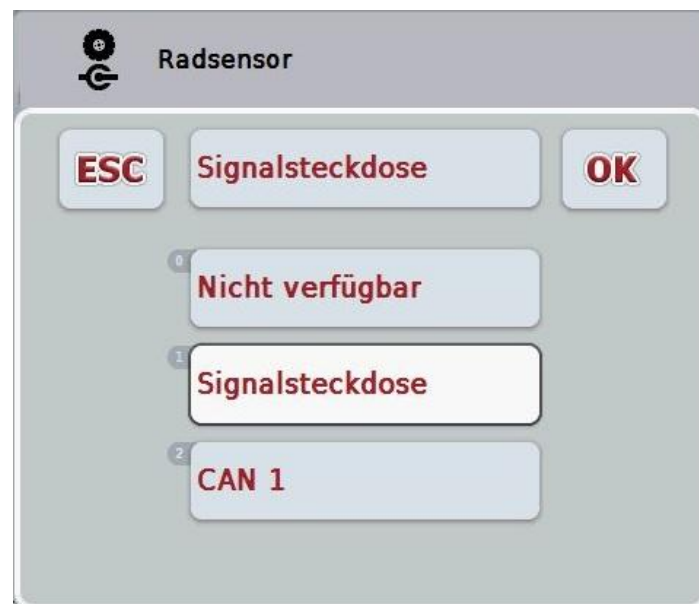 Radsensor
ESC Signalsteckdose OK
0
Nicht verfügbar
1
Signalsteckdose
2
CAN 1